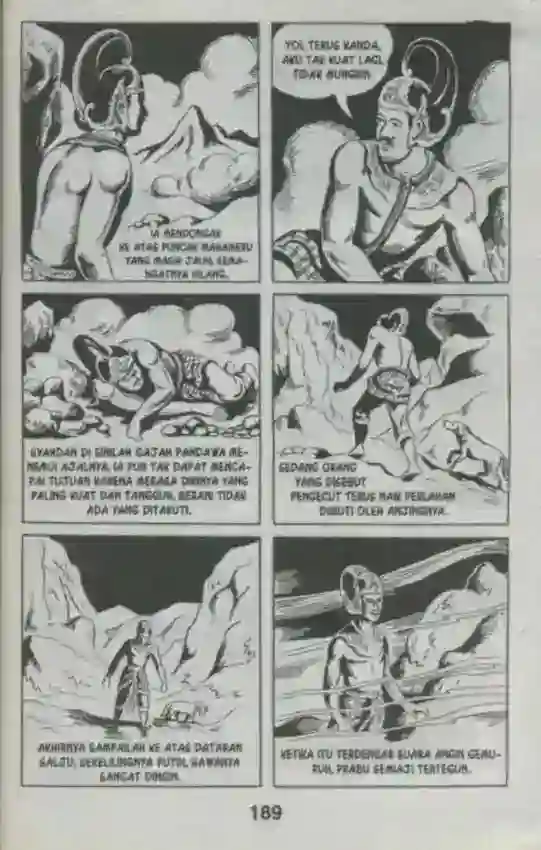 IA MENDONGAK
KE ATAS PUNCAK MAHAMERU
YANG MASIH JAUH, SEMA-
NGATNYA HILANG.
YOI, TERUS KANDA,
AKU TAK KUAT LAGI,
TIDAK MUNGKIN.
SYAHDAN DI SINILAH GAJAH PANDAWA ME-
NEMUI AJALNYA. IA PUN TAK DAPAT MENCA-
PAI TUJUAN KARENA MERASA DIRINYA YANG
PALING KUAT DAN TANGGUH, BERANI TIDAK
ADA YANG DITAKUTI.
SEDANG ORANG
YANG DISEBUT
PENGECUT TERUS NAIK PERLAHAN
DIIKUTI OLEH ANJINGNYA.
AKHIRNYA SAMPAILAH KE ATAS DATARAN
SALJU, SEKELILINGNYA PUTIH, HAWANYA
SANGAT DINGIN.
KETIKA ITU TERDENGAR SUARA ANGIN GEMU-
RUH, PRABU SEMIAJI TERTEGUN.
189